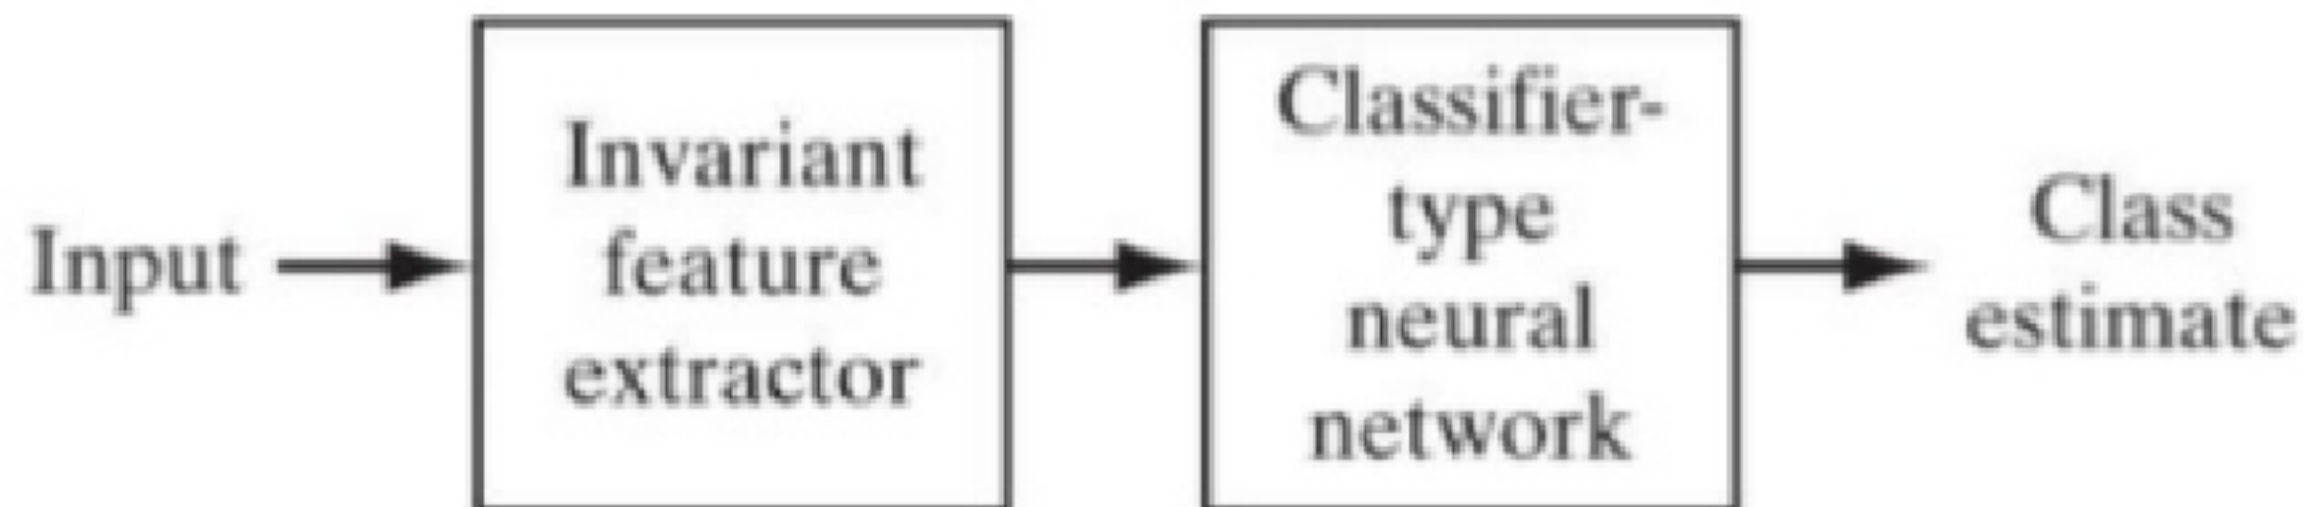 Input
Invariant
feature
extractor
Classifier-
type
neural
network
Class
estimate